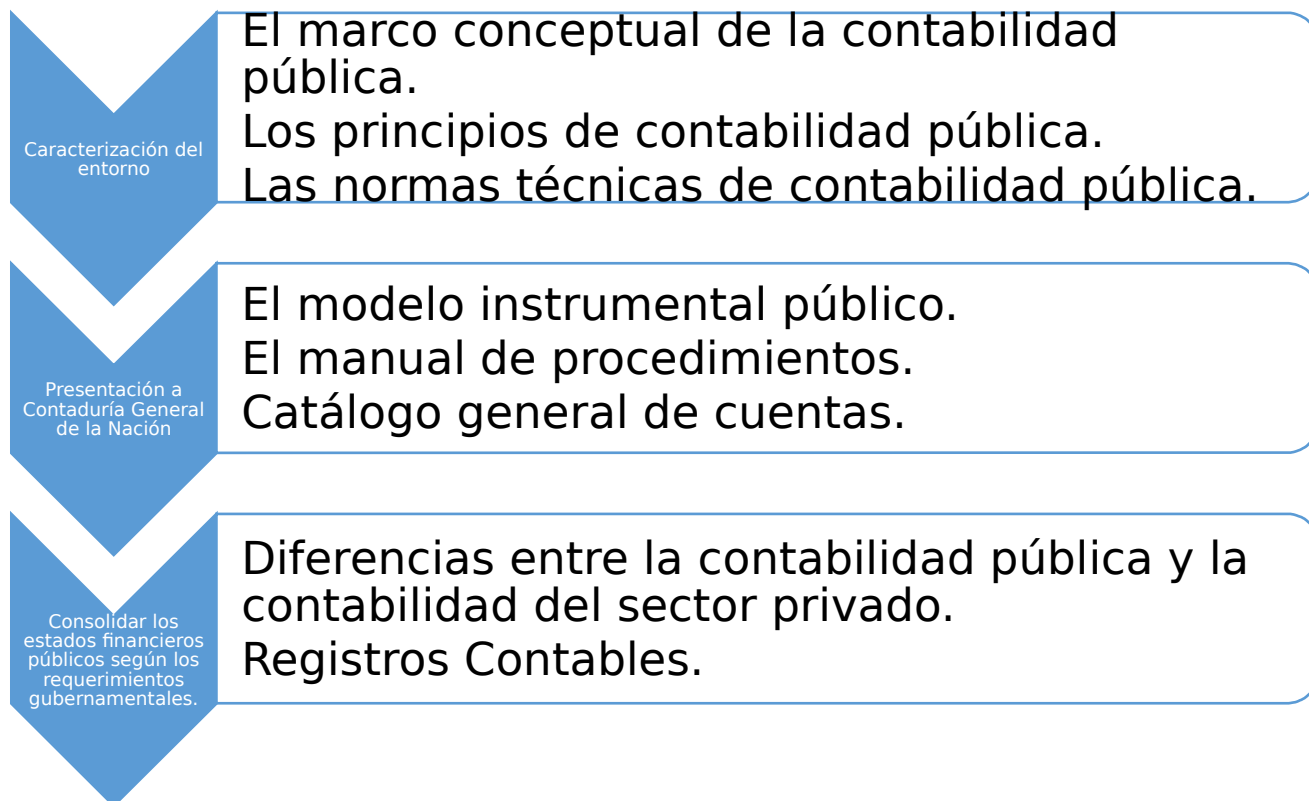 Caracterización del
entorno
El marco conceptual de la contabilidad
pública.
Los principios de contabilidad pública.
Las normas técnicas de contabilidad pública.
Presentación a
Contaduría General
de la Nación
El modelo instrumental público.
El manual de procedimientos.
Catálogo general de cuentas.
Consolidar los
estados financieros
públicos según los
requerimientos
gubernamentales.
Diferencias entre la contabilidad pública y la
contabilidad del sector privado.
Registros Contables.